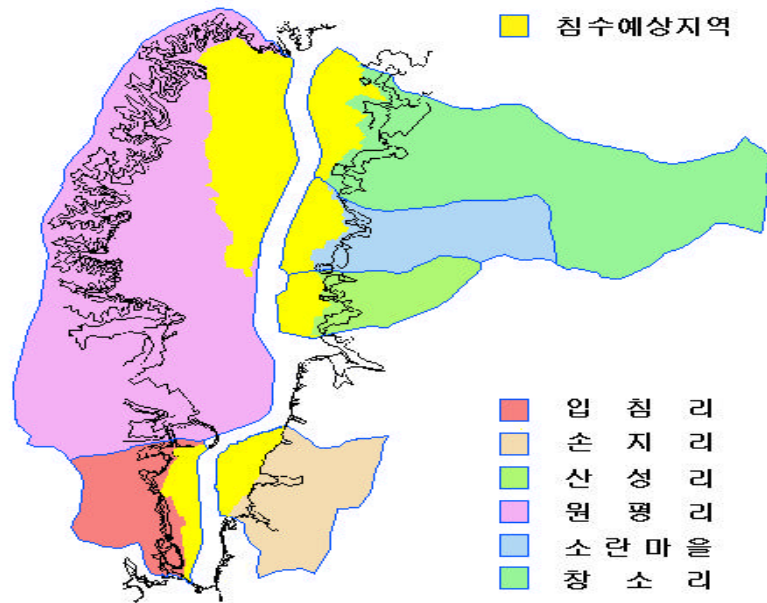 침수예상지역
입 침 리
손 지 리
산 성 리
원 평 리
소 란 마 을
창 소 리